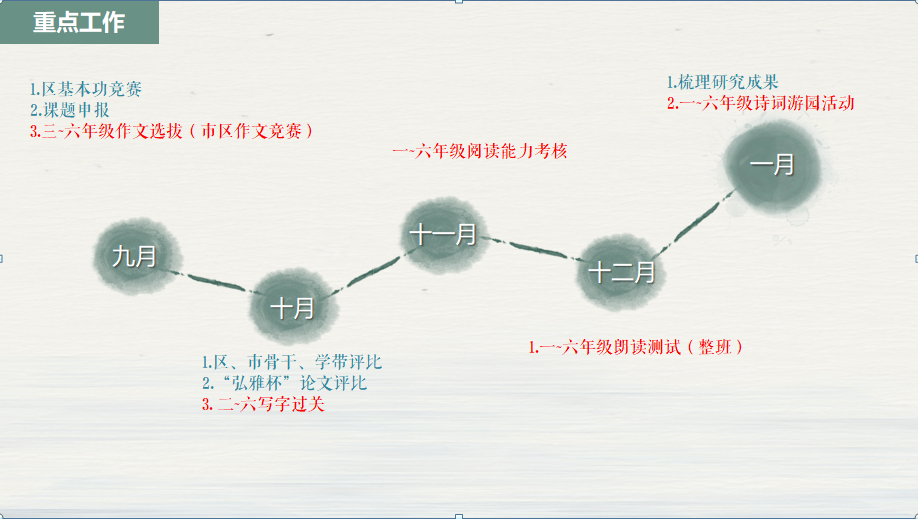 重点工作
1.区基本功竞赛
2.课题申报
3.三~六年级作文选拔（市区作文竞赛）
九月
1.区、市骨干、学带评比
2.“弘雅杯”论文评比
3. 二~六写字过关
十月
一~六年级阅读能力考核
十一月
1.一~六年级朗读测试（整班）
十二月
1.梳理研究成果
2.一~六年级诗词游园活动
一月